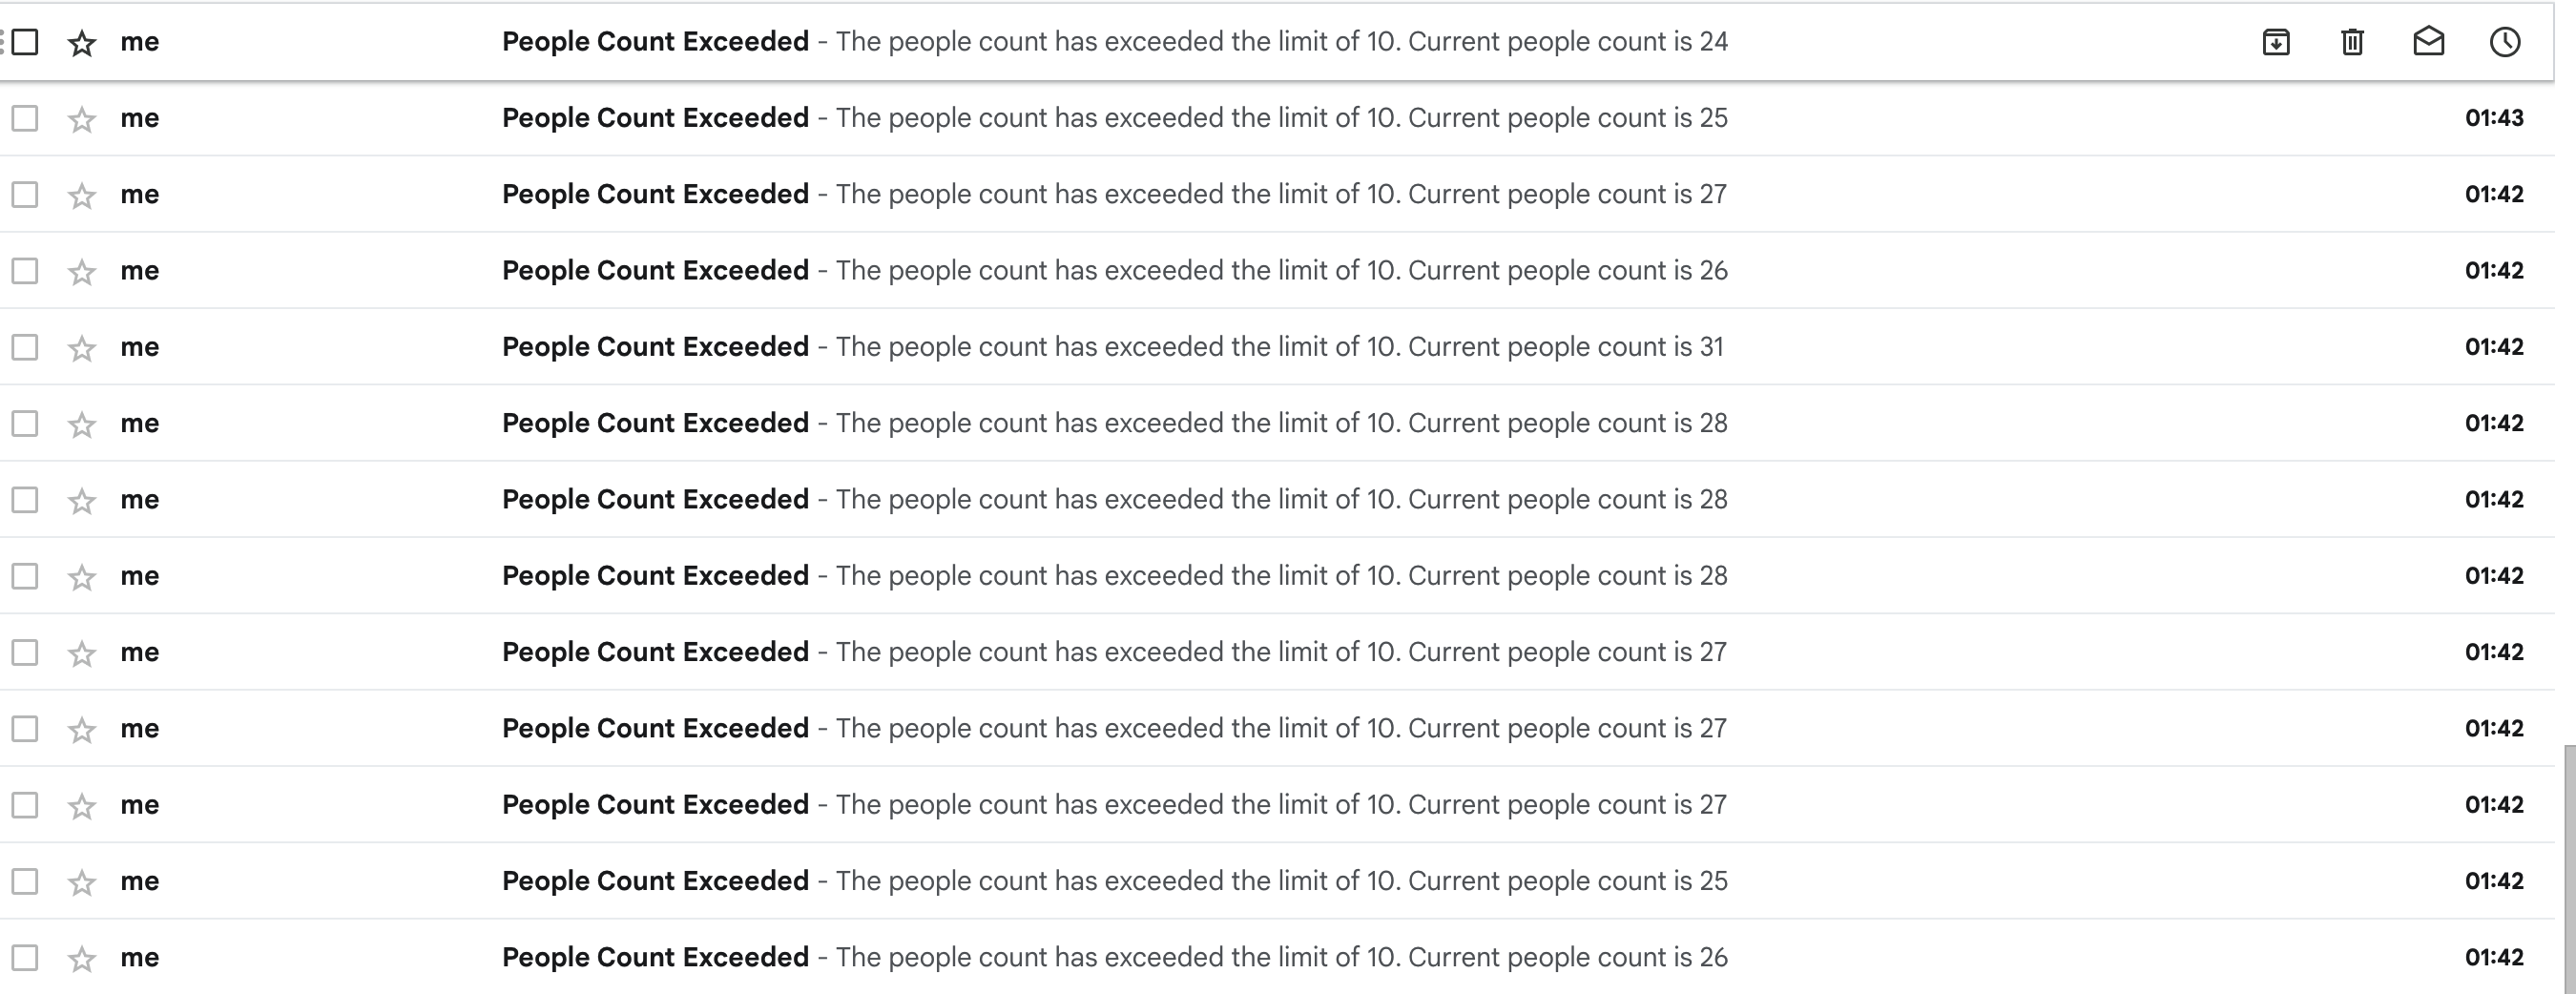 me People Count Exceeded - The people count has exceeded the limit of 10. Current people count is 24
me People Count Exceeded - The people count has exceeded the limit of 10. Current people count is 25 01:43
me People Count Exceeded - The people count has exceeded the limit of 10. Current people count is 27 01:42
me People Count Exceeded - The people count has exceeded the limit of 10. Current people count is 26 01:42
me People Count Exceeded - The people count has exceeded the limit of 10. Current people count is 31 01:42
me People Count Exceeded - The people count has exceeded the limit of 10. Current people count is 28 01:42
me People Count Exceeded - The people count has exceeded the limit of 10. Current people count is 28 01:42
me People Count Exceeded - The people count has exceeded the limit of 10. Current people count is 28 01:42
me People Count Exceeded - The people count has exceeded the limit of 10. Current people count is 27 01:42
me People Count Exceeded - The people count has exceeded the limit of 10. Current people count is 27 01:42
me People Count Exceeded - The people count has exceeded the limit of 10. Current people count is 27 01:42
me People Count Exceeded - The people count has exceeded the limit of 10. Current people count is 25 01:42
me People Count Exceeded - The people count has exceeded the limit of 10. Current people count is 26 01:42